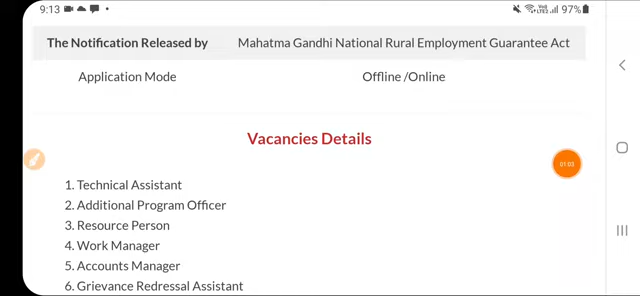 9:13 97%
The Notification Released by Mahatma Gandhi National Rural Employment Guarantee Act
Application Mode Offline /Online
Vacancies Details
01:03
1. Technical Assistant
2. Additional Program Officer
3. Resource Person
4. Work Manager
5. Accounts Manager
6. Grievance Redressal Assistant